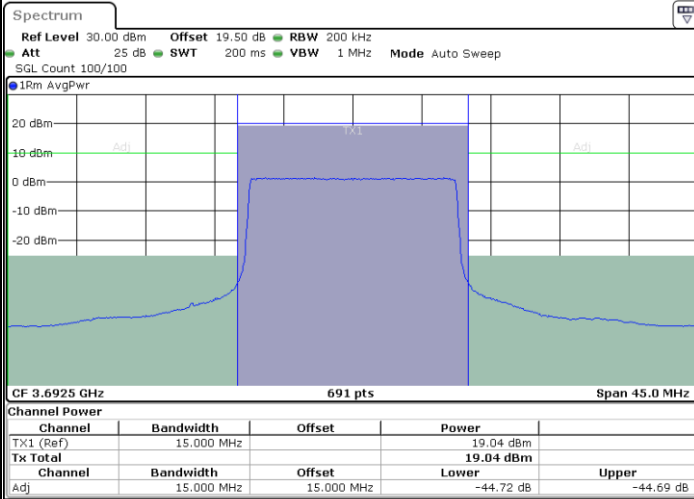 Spectrum
Ref Level 30.00 dBm Offset 19.50 dB RBW 200 kHz
Att 25 dB SWT 200 ms VBW 1 MHz Mode Auto Sweep
SGL Count 100/100
1Rm AvgPwr
20 dBm
TX1
10 dBm
Adj
Adj
0 dBm
-10 dBm
-20 dBm
CF 3.6925 GHz 691 pts Span 45.0 MHz
Channel Power
Channel Bandwidth Offset Power
TX1 (Ref) 15.000 MHz 19.04 dBm
Tx Total 19.04 dBm
Channel Bandwidth Offset Lower Upper
Adj 15.000 MHz 15.000 MHz -44.72 dB -44.69 dB